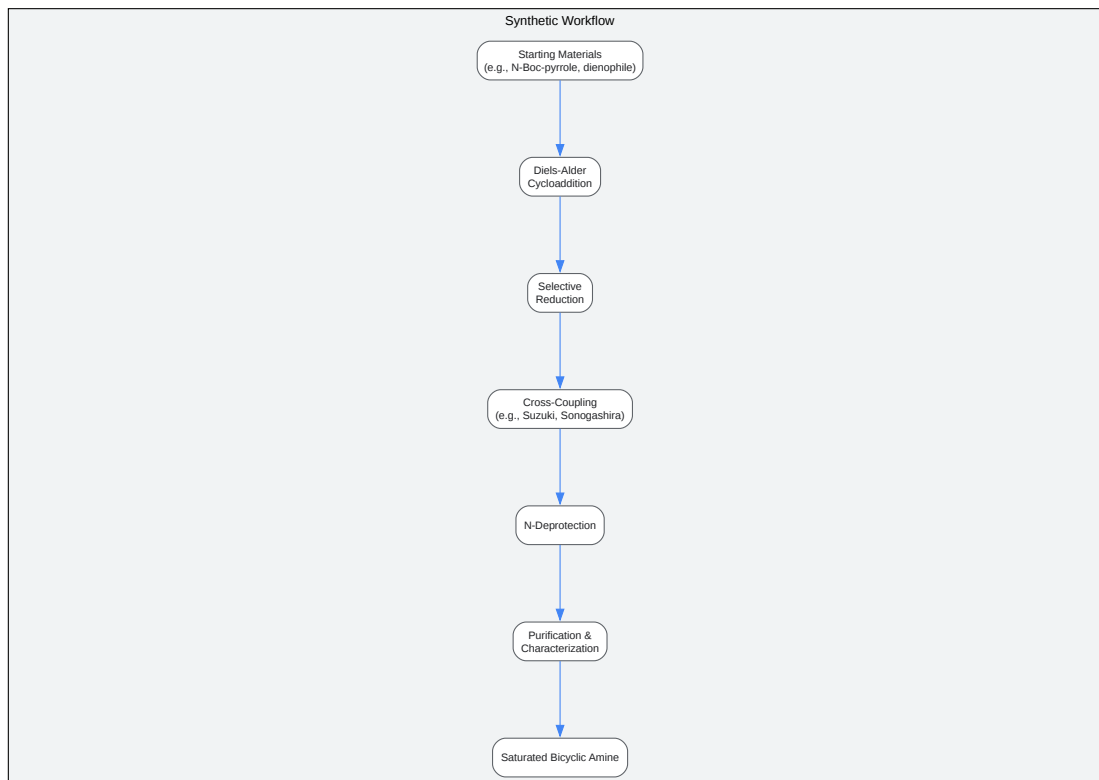 Synthetic Workflow
Starting Materials
(e.g., N-Boc-pyrrole, dienophile)
Diels-Alder
Cycloaddition
Selective
Reduction
Cross-Coupling
(e.g., Suzuki, Sonogashira)
N-Deprotection
Purification &
Characterization
Saturated Bicyclic Amine